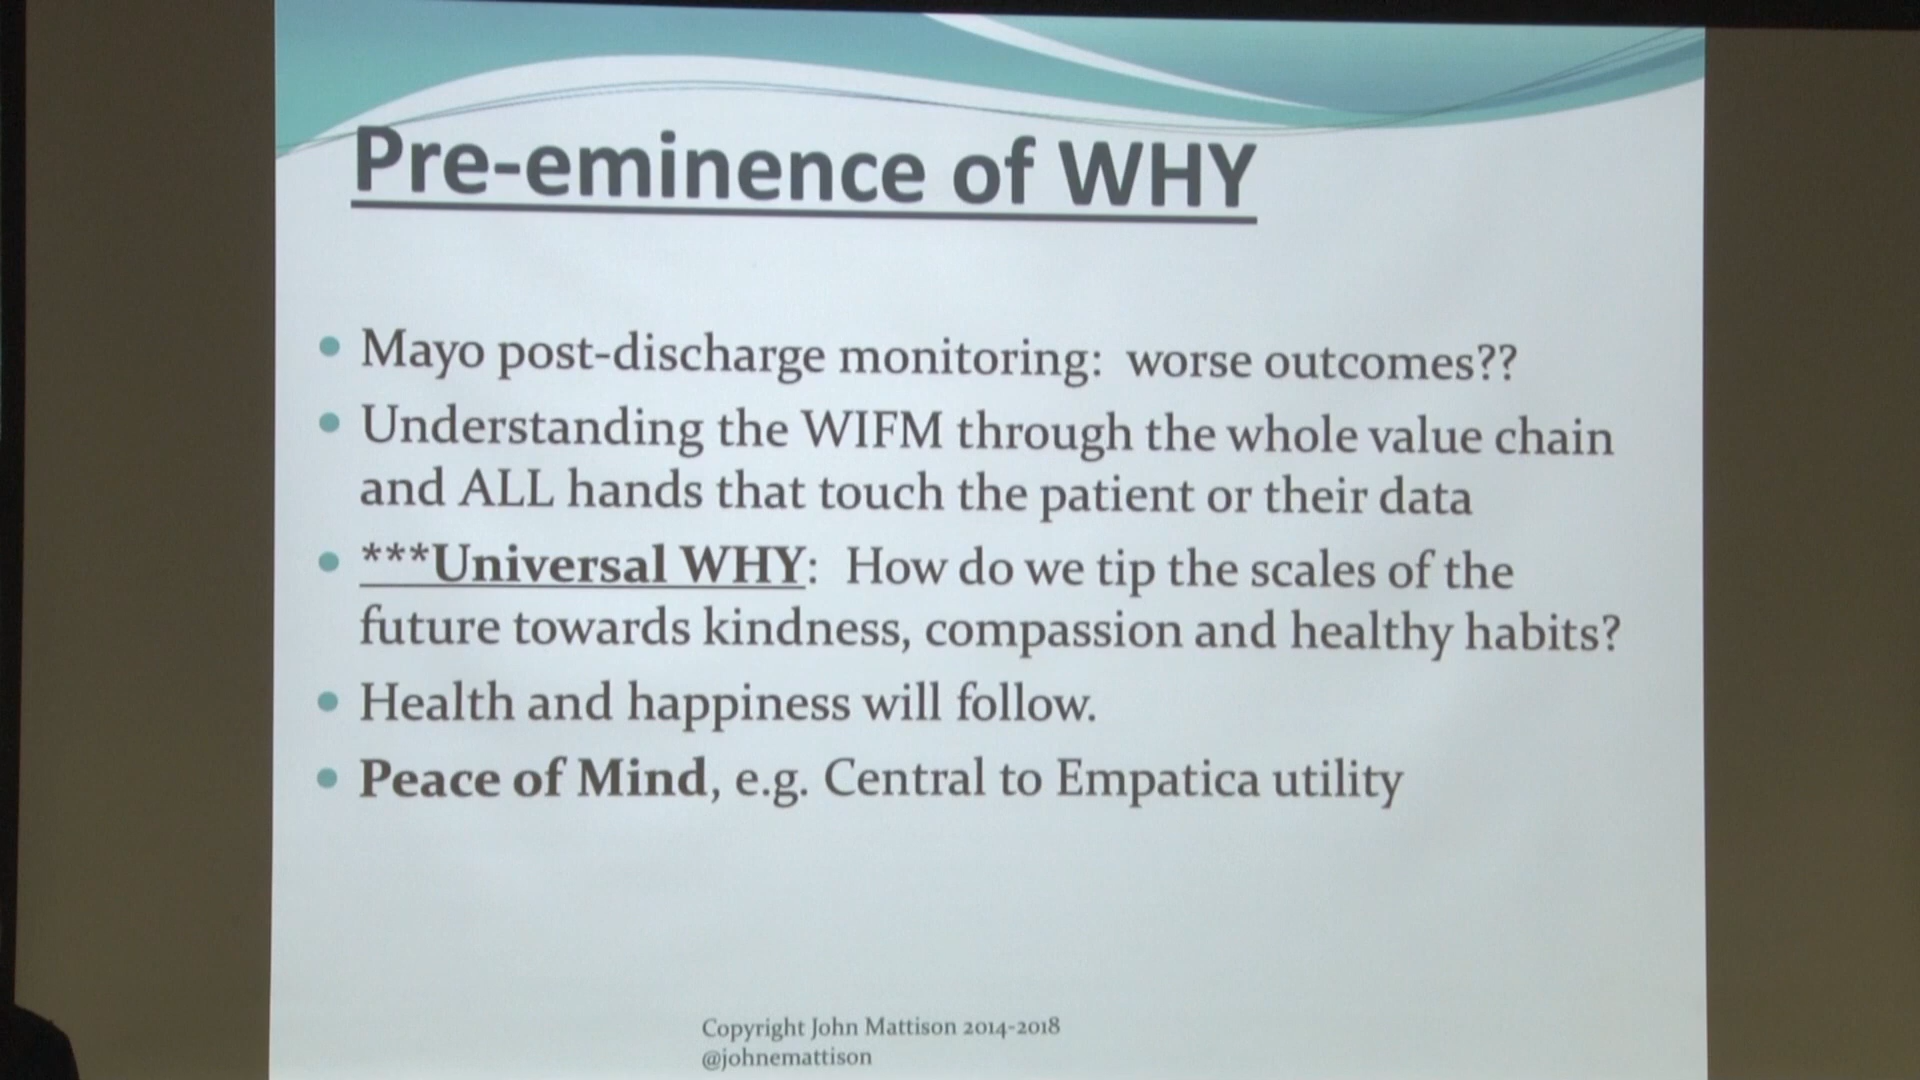 Pre-eminence of WHY
• Mayo post-discharge monitoring:  worse outcomes??
• Understanding the WIFM through the whole value chain
and ALL hands that touch the patient or their data
• ***Universal WHY:  How do we tip the scales of the
future towards kindness, compassion and healthy habits?
• Health and happiness will follow.
• Peace of Mind, e.g. Central to Empatica utility
Copyright John Mattison 2014-2018
@johnemattison